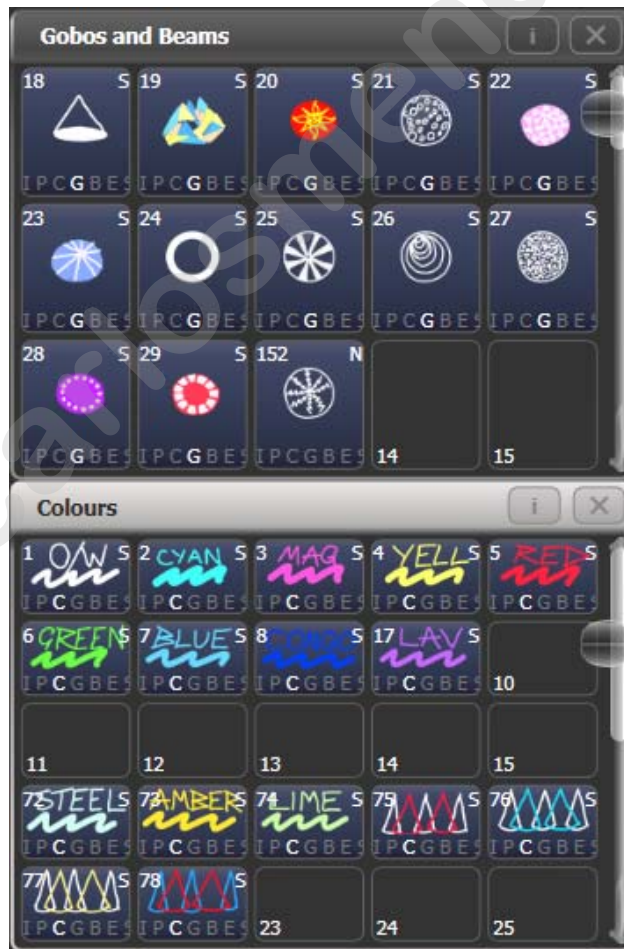 Gobos and Beams i
18 S 19 S 20 S 21 S 22 S
IPCGBES IPCGBES IPCGBES IPCGBES IPCGBES
23 S 24 S 25 S 26 S 27 S
IPCGBES IPCGBES IPCGBES IPCGBES IPCGBES
28 S 29 S 152 N
IPCGBES IPCGBES IPCGBES 14 15
Colours i
1 O/W S 2 CYAN S 3 MAG S 4 YELL S 5 RED S
IPCGBES IPCGBES IPCGBES IPCGBES IPCGBES
6 GREEN S 7 BLUE S 8 CONGO S 17 LAV S
IPCGBES IPCGBES IPCGBES IPCGBES 10
11 12 13 14 15
72 STEEL S 73 AMBER S 74 LIME S 75 S 76 S
IPCGBES IPCGBES IPCGBES IPCGBES IPCGBES
77 S 78 S
IPCGBES IPCGBES 23 24 25